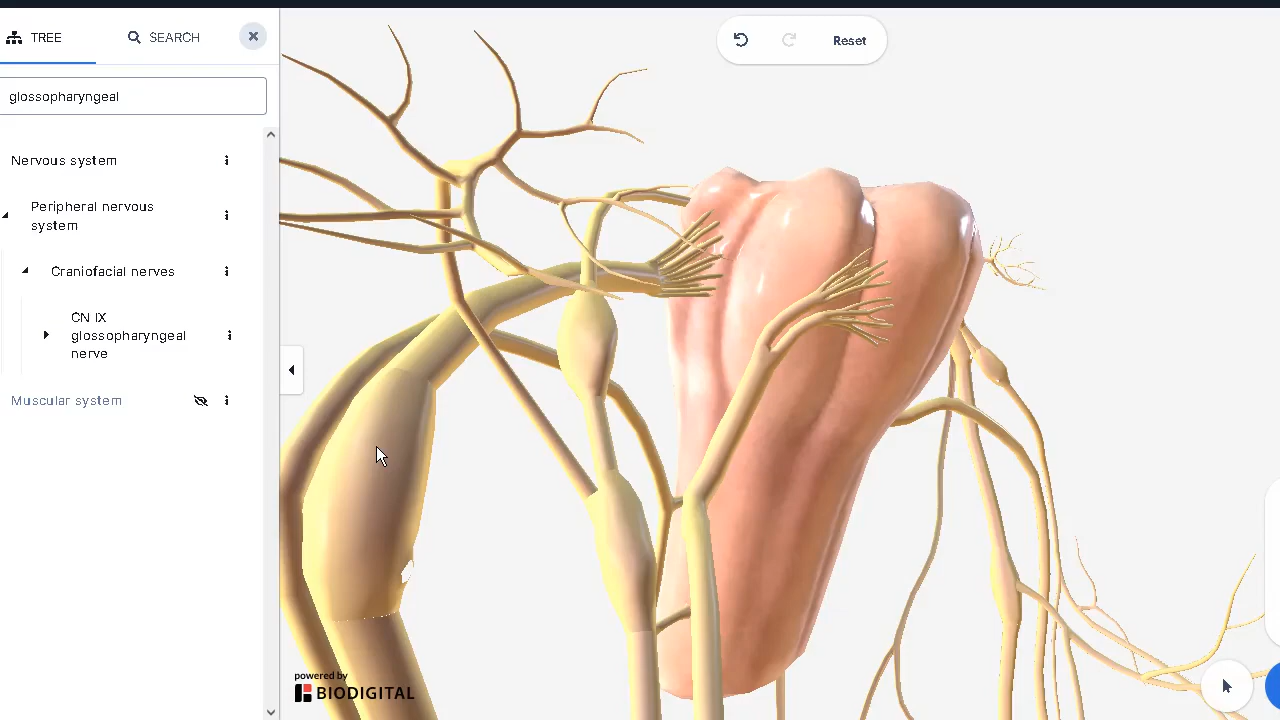 TREE
SEARCH
Reset
glossopharyngeal
Nervous system
Peripheral nervous
system
Craniofacial nerves
CN IX
glossopharyngeal
nerve
Muscular system
powered by
BIODIGITAL